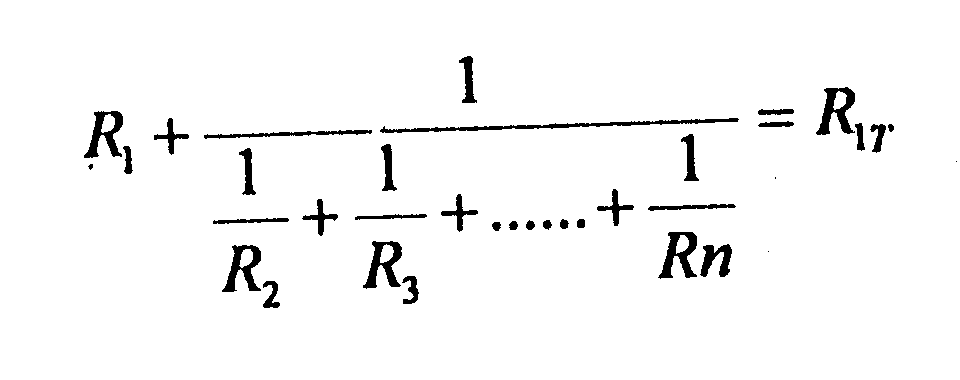 R₁ + 1 / (1/R₂ + 1/R₃ + ...... + 1/Rn) = R₁T